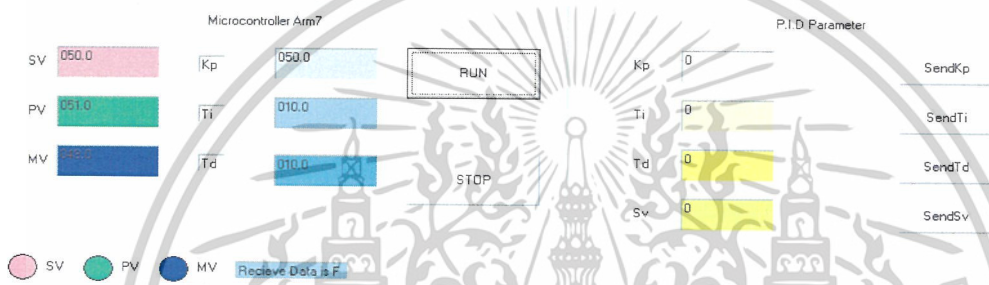 Microcontroller Arm7
P.I.D Parameter
SV 050.0 Kp 050.0 RUN Kp 0 SendKp
PV 051.0 Ti 010.0 Ti 0 SendTi
MV Td 010.0 STOP Td 0 SendTd
Sv 0 SendSv
SV PV MV Recieve Data is F